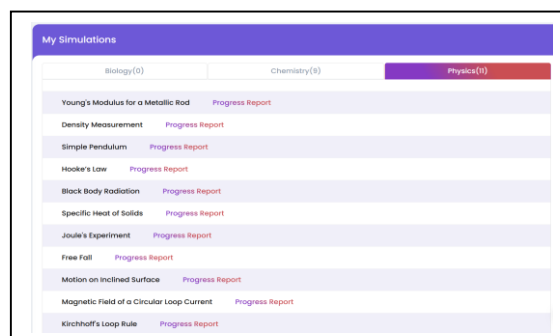 My Simulations
Biology(0) Chemistry(5) Physics(11)
Young's Modulus for a Metallic Rod Progress Report
Density Measurement Progress Report
Simple Pendulum Progress Report
Hooke's Law Progress Report
Black Body Radiation Progress Report
Specific Heat of Solids Progress Report
Joule's Experiment Progress Report
Free Fall Progress Report
Motion on Inclined Surface Progress Report
Magnetic Field of a Circular Loop Current Progress Report
Kirchhoff's Loop Rule Progress Report